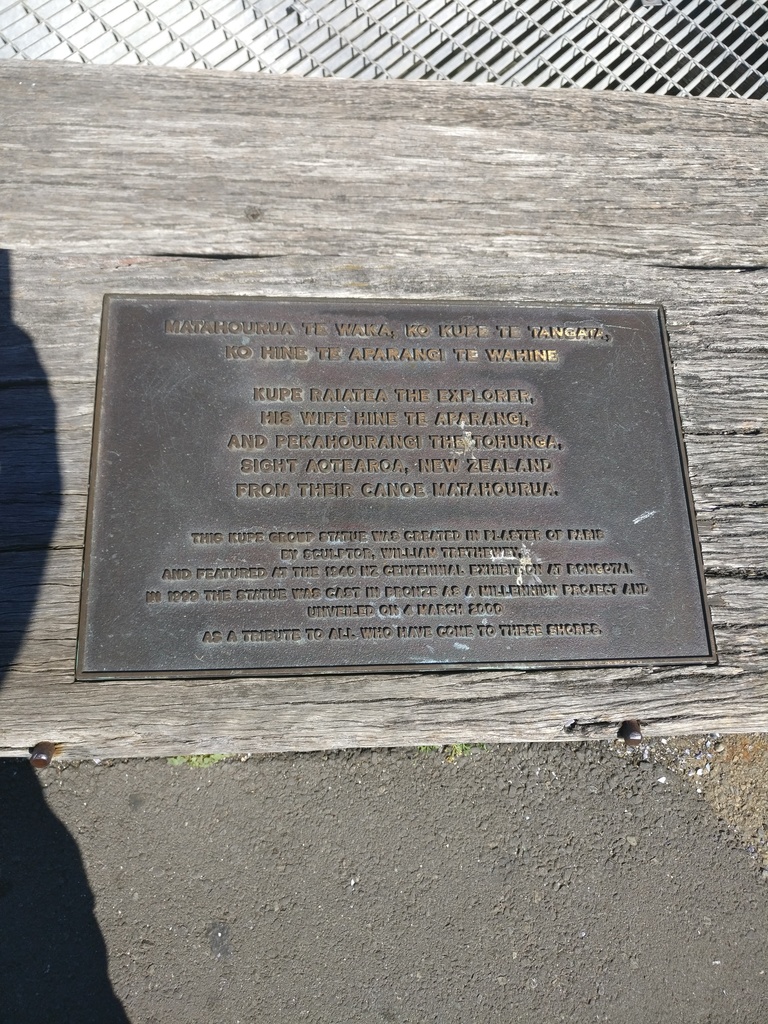 MATAHOURUA TE WAKA, KO KUPE TE TANGATA,
KO HINE TE APARANGI TE WAHINE
KUPE RAIATEA THE EXPLORER,
HIS WIFE HINE TE APARANGI,
AND PEKAHOURANGI THE TOHUNGA,
SIGHT AOTEAROA, NEW ZEALAND
FROM THEIR CANOE MATAHOURUA.
THIS KUPE GROUP STATUE WAS CREATED IN PLASTER OF PARIS
BY SCULPTOR, WILLIAM TRETHEWEY,
AND FEATURED AT THE 1940 NZ CENTENNIAL EXHIBITION AT RONGOTAI.
IN 1999 THE STATUE WAS CAST IN BRONZE AS A MILLENNIUM PROJECT AND
UNVEILED ON 4 MARCH 2000
AS A TRIBUTE TO ALL WHO HAVE COME TO THESE SHORES.